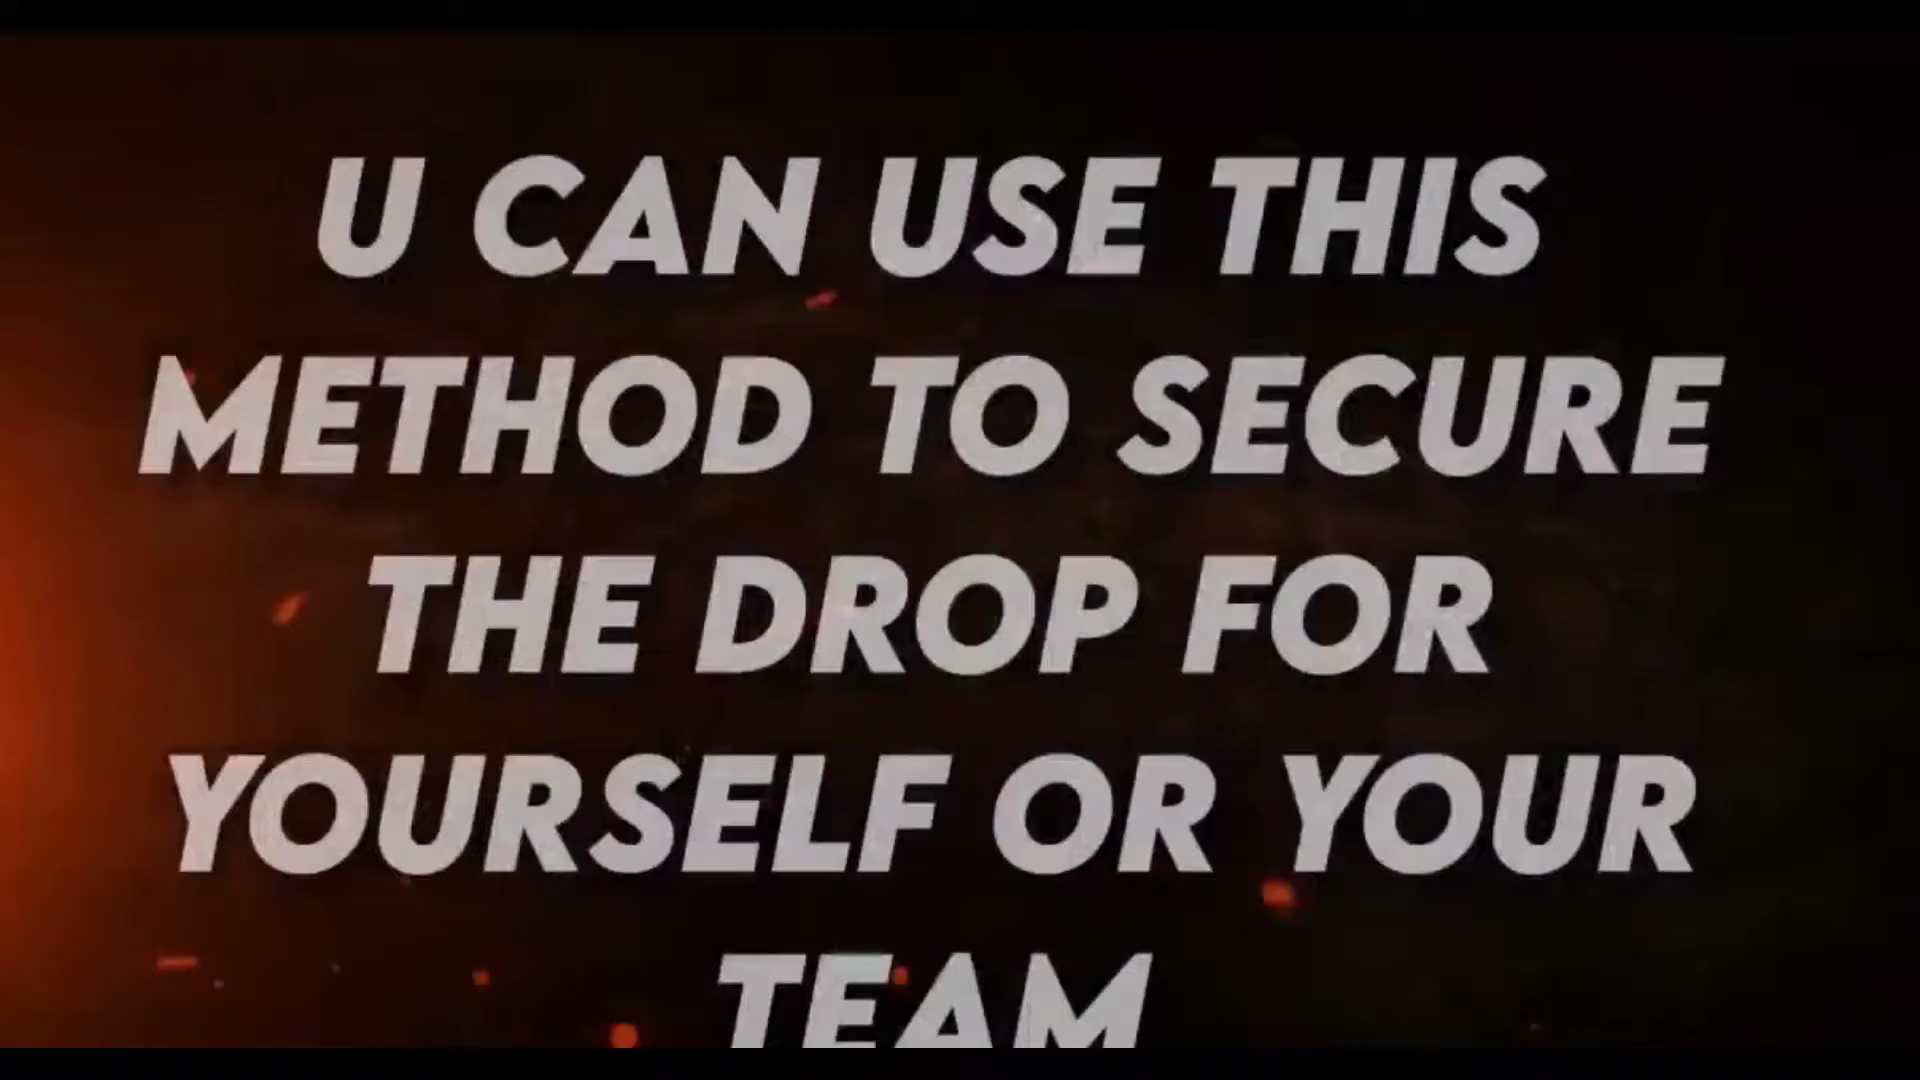 U CAN USE THIS
METHOD TO SECURE
THE DROP FOR
YOURSELF OR YOUR
TEAM